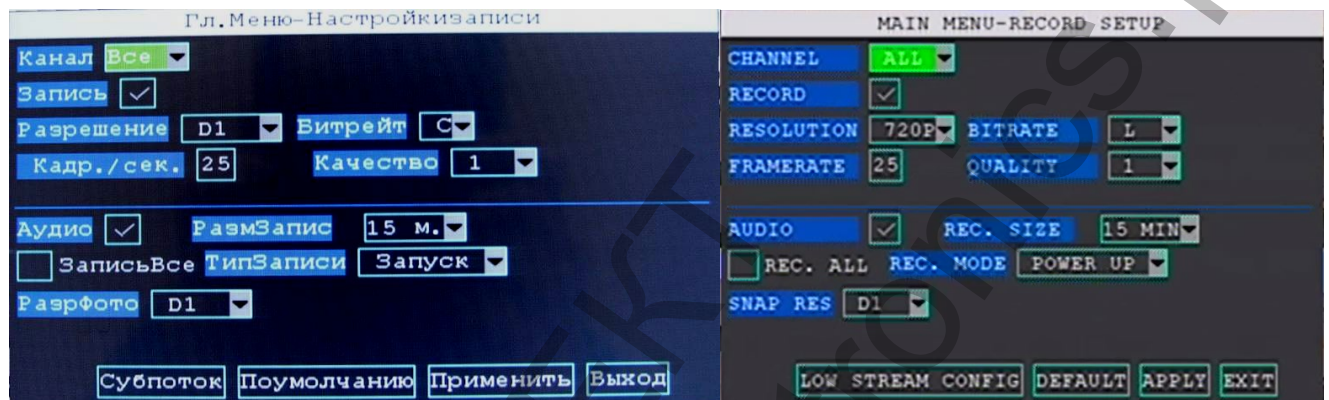 Гл.Меню-Настройкизаписи
Канал Все
Запись
Разрешение D1 Битрейт С
Кадр./сек. 25 Качество 1
Аудио РазмЗапис 15 м.
ЗаписьВсе ТипЗаписи Запуск
РазрФото D1
Субпоток Поумолчанию Применить Выход
MAIN MENU-RECORD SETUP
CHANNEL ALL
RECORD
RESOLUTION 720P BITRATE L
FRAMERATE 25 QUALITY 1
AUDIO REC. SIZE 15 MIN
REC. ALL REC. MODE POWER UP
SNAP RES D1
LOW STREAM CONFIG DEFAULT APPLY EXIT